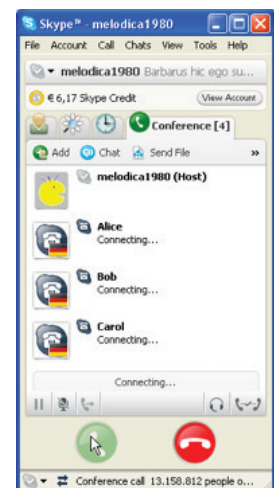 Skype™ - melodica1980
File Account Call Chats View Tools Help
melodica1980 Barbarus hic ego su...
€ 6,17 Skype Credit View Account
Conference [4]
Add Chat Send File »
melodica1980 (Host)
Alice
Connecting...
Bob
Connecting...
Carol
Connecting...
Connecting...
Conference call 13.158.812 people o...